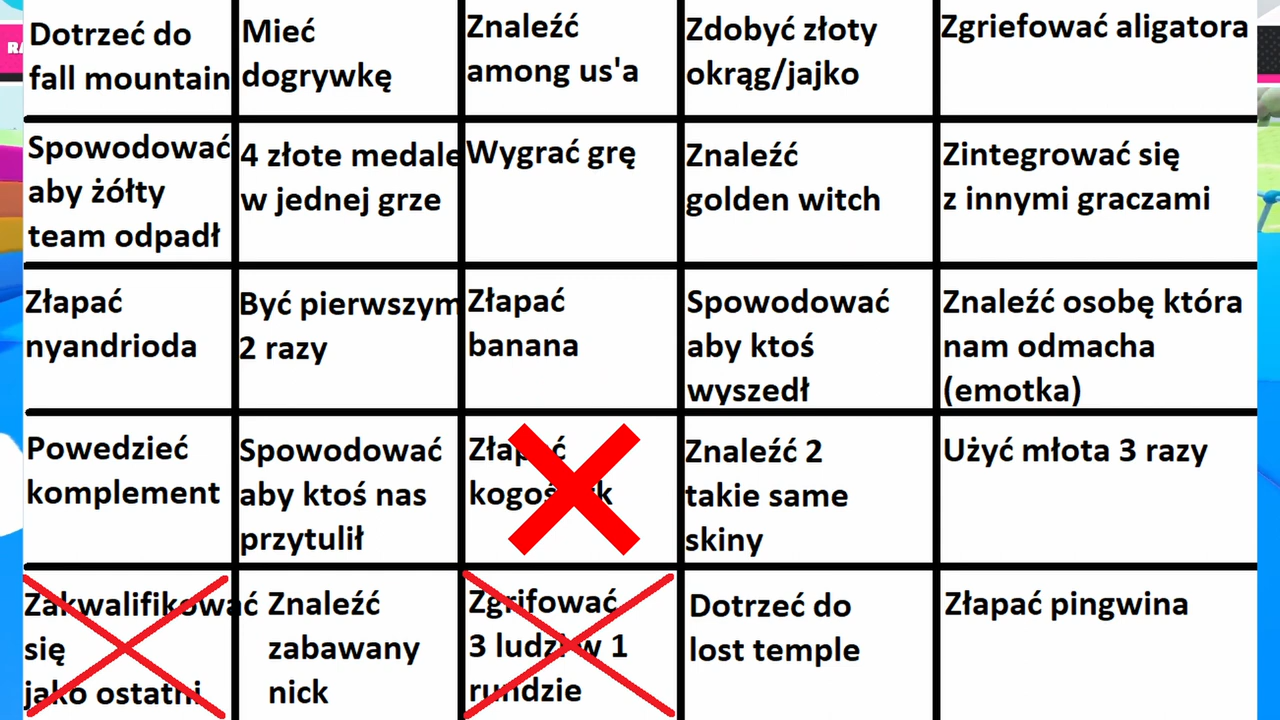 Dotrzeć do
fall mountain
Mieć
dogrywkę
Znaleźć
among us'a
Zdobyć złoty
okrąg/jajko
Zgriefować aligatora
Spowodować
aby żółty
team odpadł
4 złote medale
w jednej grze
Wygrać grę
Znaleźć
golden witch
Zintegrować się
z innymi graczami
Złapać
nyandrioda
Być pierwszym
2 razy
Złapać
banana
Spowodować
aby ktoś
wyszedł
Znaleźć osobę która
nam odmacha
(emotka)
Powedzieć
komplement
Spowodować
aby ktoś nas
przytulił
Złapać
Znaleźć 2
takie same
skiny
Użyć młota 3 razy
Zakwalifikować
się
jako ostatni
Znaleźć
zabawany
nick
Zgrifować
3 ludzi w 1
rundzie
Dotrzeć do
lost temple
Złapać pingwina